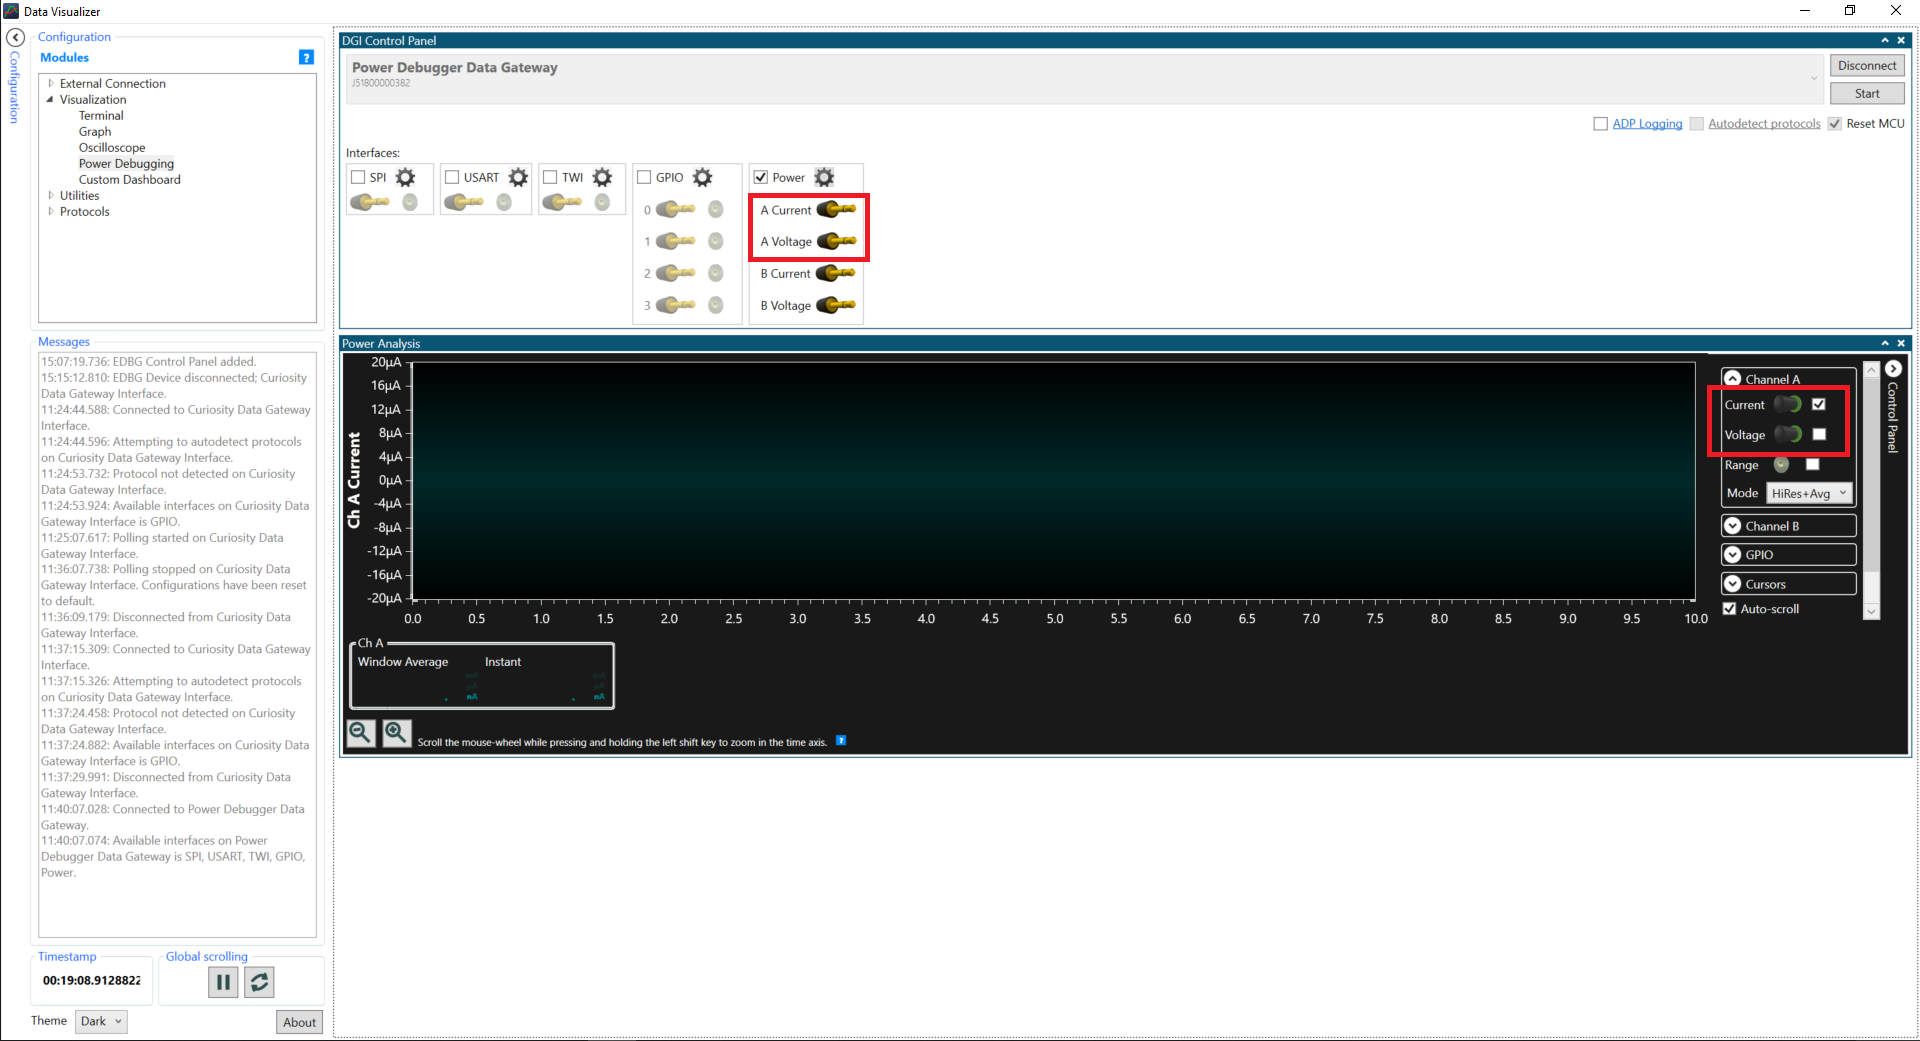 Data Visualizer
Configuration
Configuration
Modules
?
External Connection
Visualization
Terminal
Graph
Oscilloscope
Power Debugging
Custom Dashboard
Utilities
Protocols
Messages
15:07:19.736: EDBG Control Panel added.
15:15:12.810: EDBG Device disconnected; Curiosity
Data Gateway Interface.
11:24:44.588: Connected to Curiosity Data Gateway
Interface.
11:24:44.596: Attempting to autodetect protocols
on Curiosity Data Gateway Interface.
11:24:53.732: Protocol not detected on Curiosity
Data Gateway Interface.
11:24:53.924: Available interfaces on Curiosity Data
Gateway Interface is GPIO.
11:25:07.617: Polling started on Curiosity Data
Gateway Interface.
11:36:07.738: Polling stopped on Curiosity Data
Gateway Interface. Configurations have been reset
to default.
11:36:09.179: Disconnected from Curiosity Data
Gateway Interface.
11:37:15.309: Connected to Curiosity Data Gateway
Interface.
11:37:15.326: Attempting to autodetect protocols
on Curiosity Data Gateway Interface.
11:37:24.458: Protocol not detected on Curiosity
Data Gateway Interface.
11:37:24.882: Available interfaces on Curiosity Data
Gateway Interface is GPIO.
11:37:29.991: Disconnected from Curiosity Data
Gateway Interface.
11:40:07.028: Connected to Power Debugger Data
Gateway.
11:40:07.074: Available interfaces on Power
Debugger Data Gateway is SPI, USART, TWI, GPIO,
Power.
Timestamp
00:19:08.9128822
Global scrolling
Theme Dark
About
DGI Control Panel
Power Debugger Data Gateway
J51800000382
Disconnect
Start
ADP Logging Autodetect protocols Reset MCU
Interfaces:
SPI USART TWI GPIO Power
0
1
2
3
A Current
A Voltage
B Current
B Voltage
Power Analysis
Ch A Current
20µA
16µA
12µA
8µA
4µA
0µA
-4µA
-8µA
-12µA
-16µA
-20µA
0.0 0.5 1.0 1.5 2.0 2.5 3.0 3.5 4.0 4.5 5.0 5.5 6.0 6.5 7.0 7.5 8.0 8.5 9.0 9.5 10.0
Channel A
Current
Voltage
Range
Mode HiRes+Avg
Channel B
GPIO
Cursors
Auto-scroll
Control Panel
Ch A
Window Average Instant
mA mA
µA µA
nA nA
Scroll the mouse-wheel while pressing and holding the left shift key to zoom in the time axis. ?